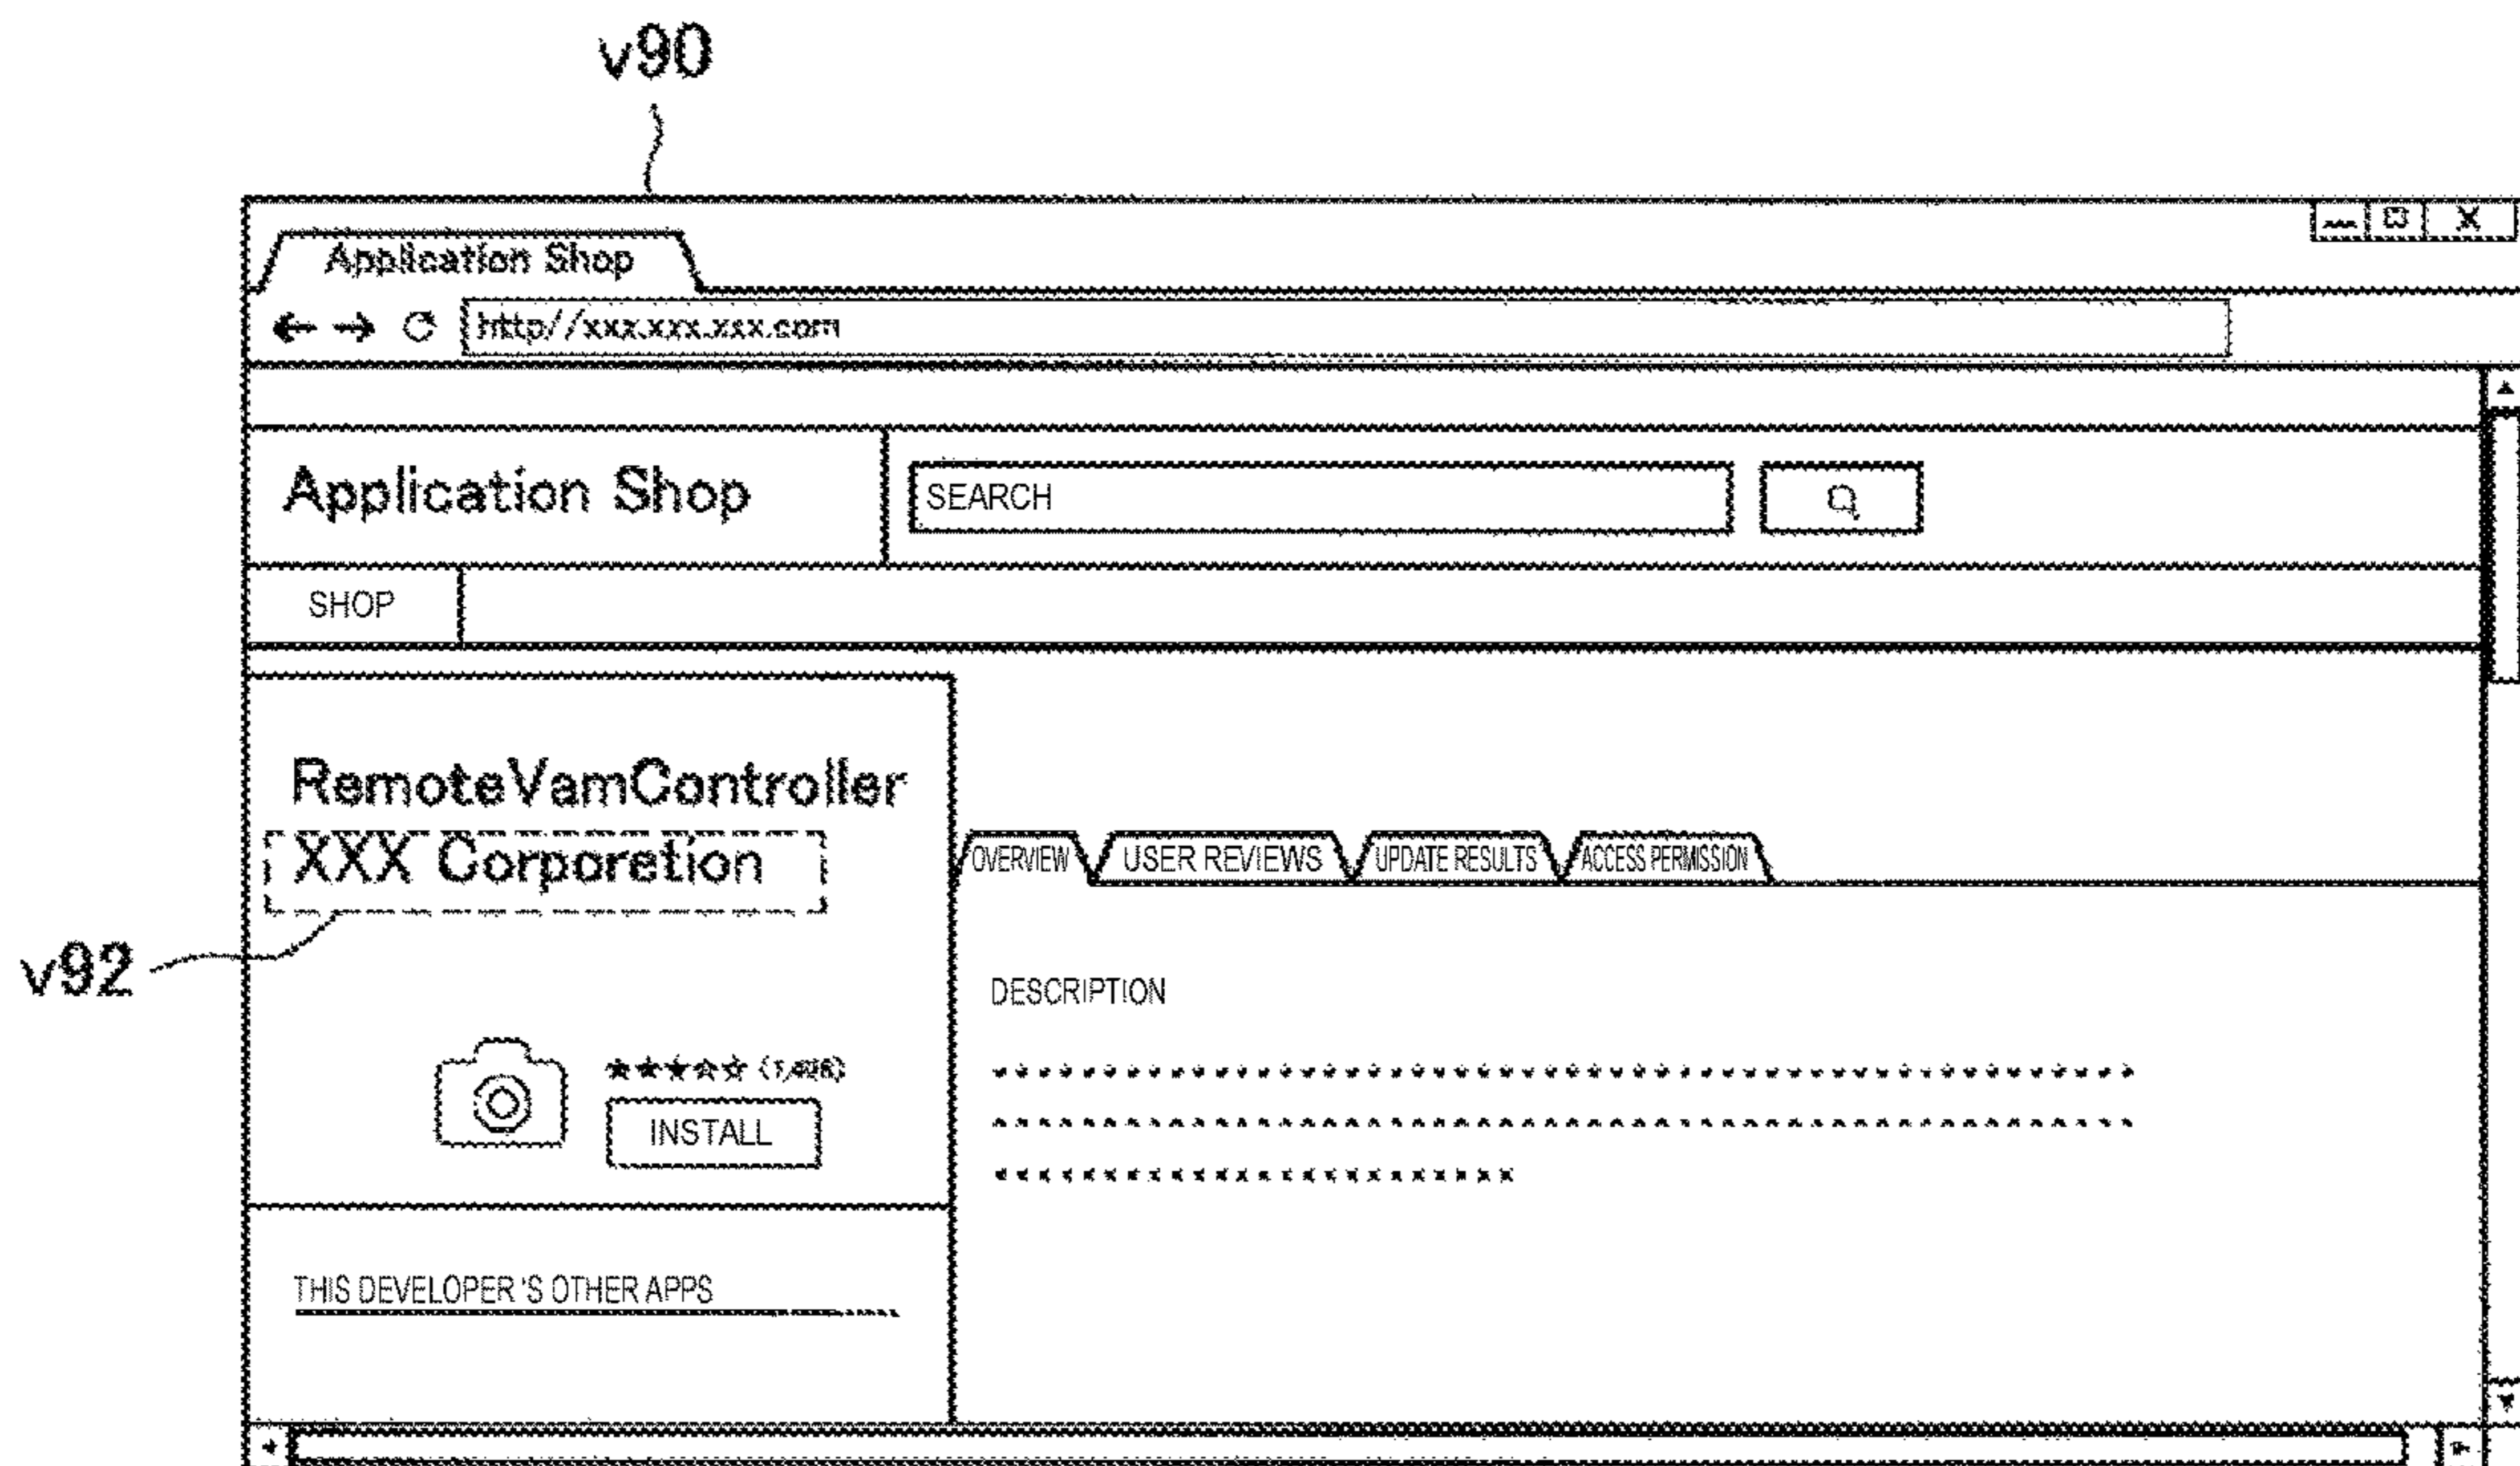 v90
Application Shop
http//xxx.xxx.xxx.com
Application Shop
SEARCH
SHOP
RemoteVamController
XXX Corporetion
OVERVIEW USER REVIEWS UPDATE RESULTS ACCESS PERMISSION
v92
DESCRIPTION
★★★☆☆
INSTALL
THIS DEVELOPER'S OTHER APPS